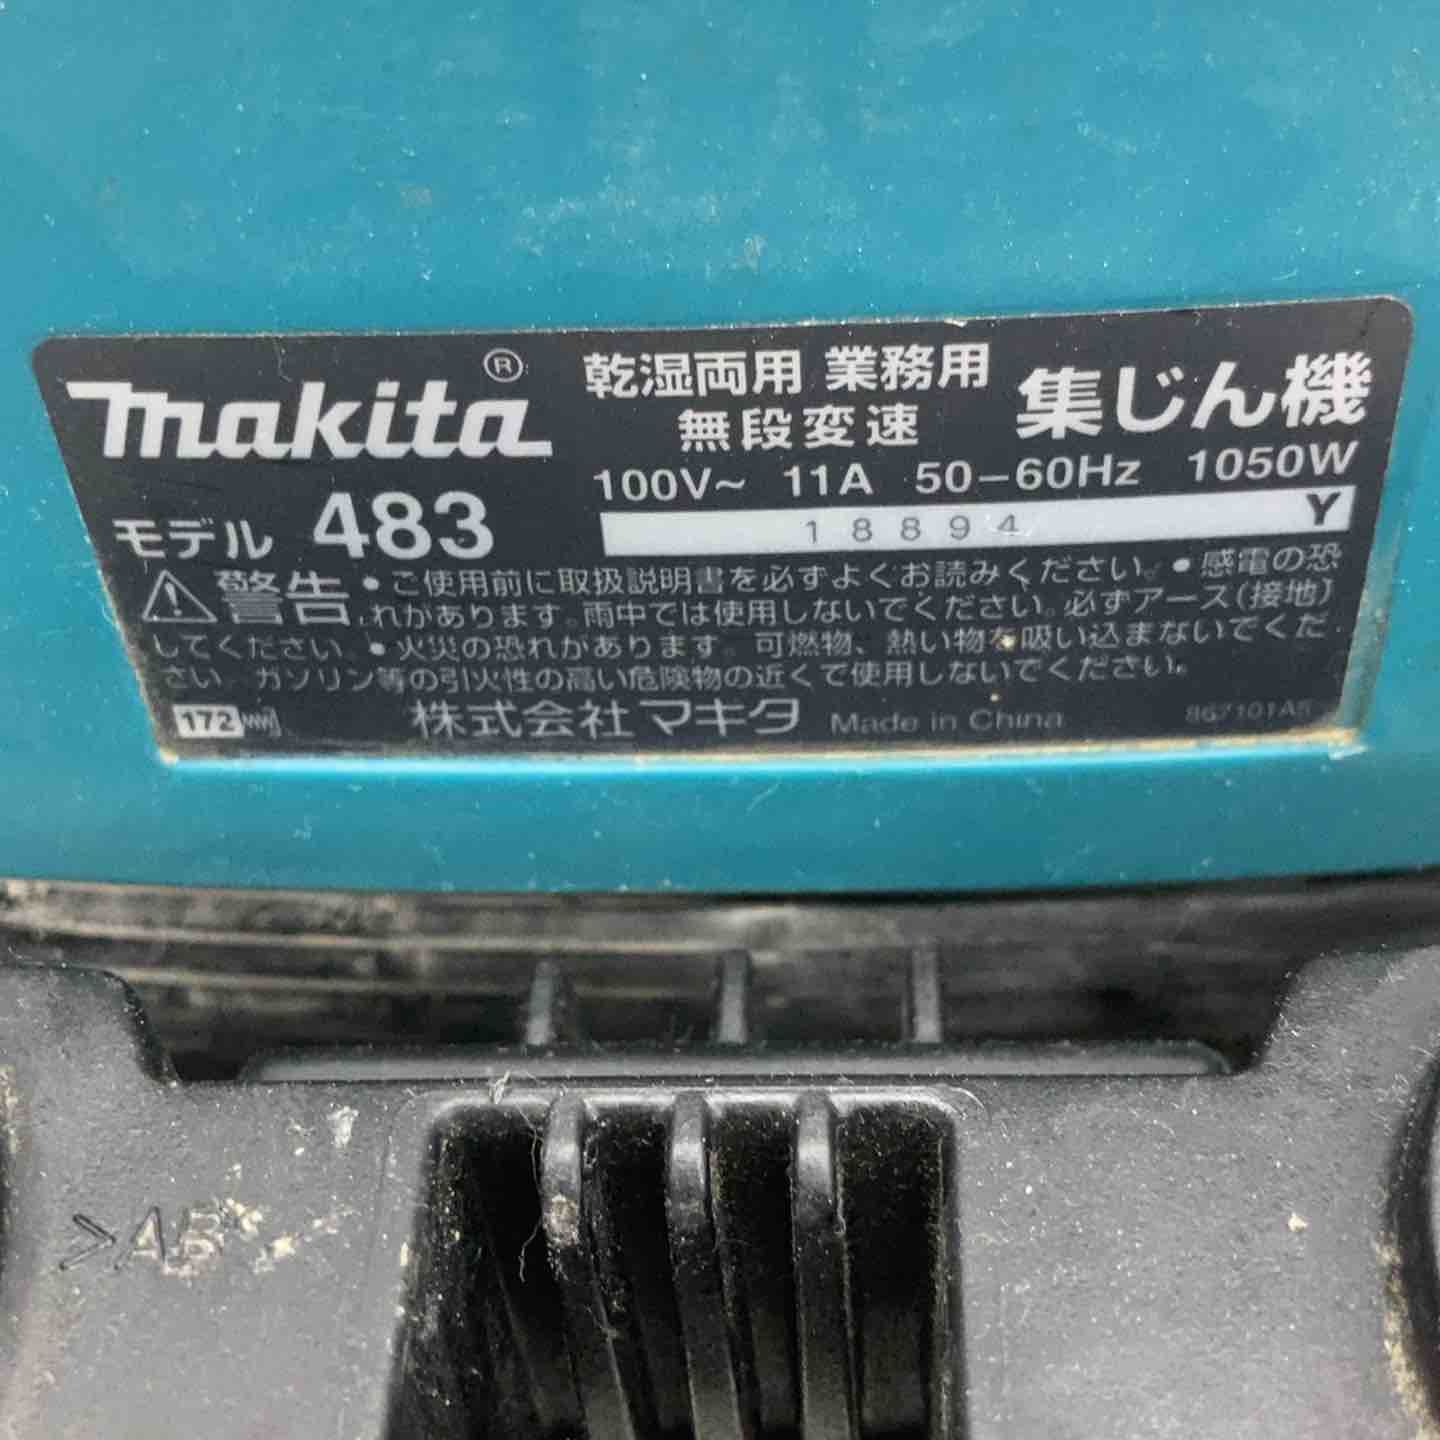 makita®
乾湿両用 業務用 集じん機
無段変速
100V~ 11A 50-60Hz 1050W
モデル 483
18894 Y
警告 •ご使用前に取扱説明書を必ずよくお読みください。•感電の恐
れがあります。雨中では使用しないでください。必ずアース(接地)
してください。•火災の恐れがあります。可燃物、熱い物を吸い込まないでくだ
さい。ガソリン等の引火性の高い危険物の近くで使用しないでください。
172 株式会社マキタ Made in China 867101A5